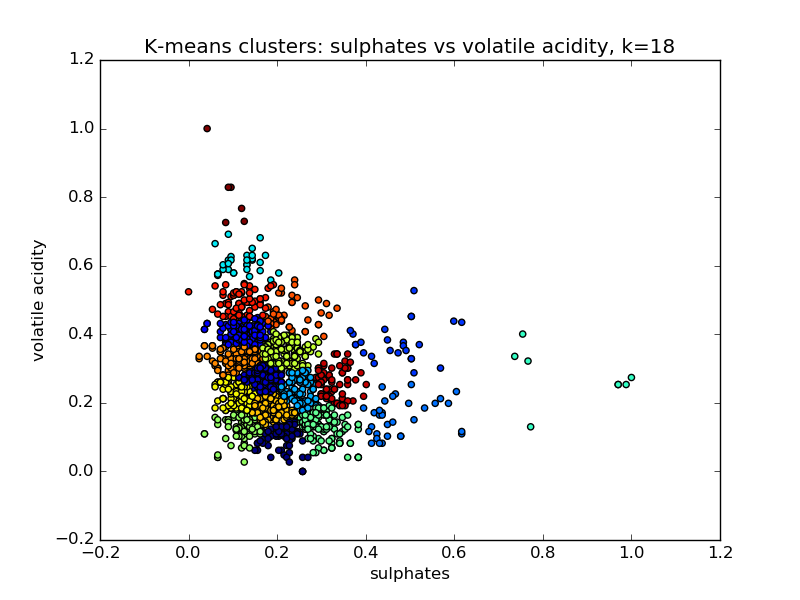 K-means clusters: sulphates vs volatile acidity, k=18
1.2
1.0
0.8
0.6
0.4
0.2
0.0
−0.2
volatile acidity
−0.2 0.0 0.2 0.4 0.6 0.8 1.0 1.2
sulphates